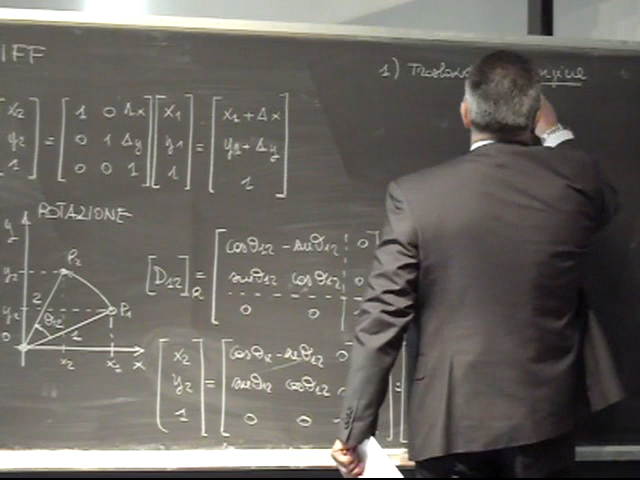 IFF
[x2 y2 1] = [1 0 Δx; 0 1 Δy; 0 0 1] [x1 y1 1] = [x1 + Δx; y1 + Δy; 1]
ROTAZIONE
y y2 y1 0 P2 P1 2 1 θ12 x2 x1 x
[D12]R = [cosθ12 -senθ12 0; senθ12 cosθ12 0; 0 0
[x2 y2 1] = [cosθ12 -senθ12 0; senθ12 cosθ12; 0 0
1)